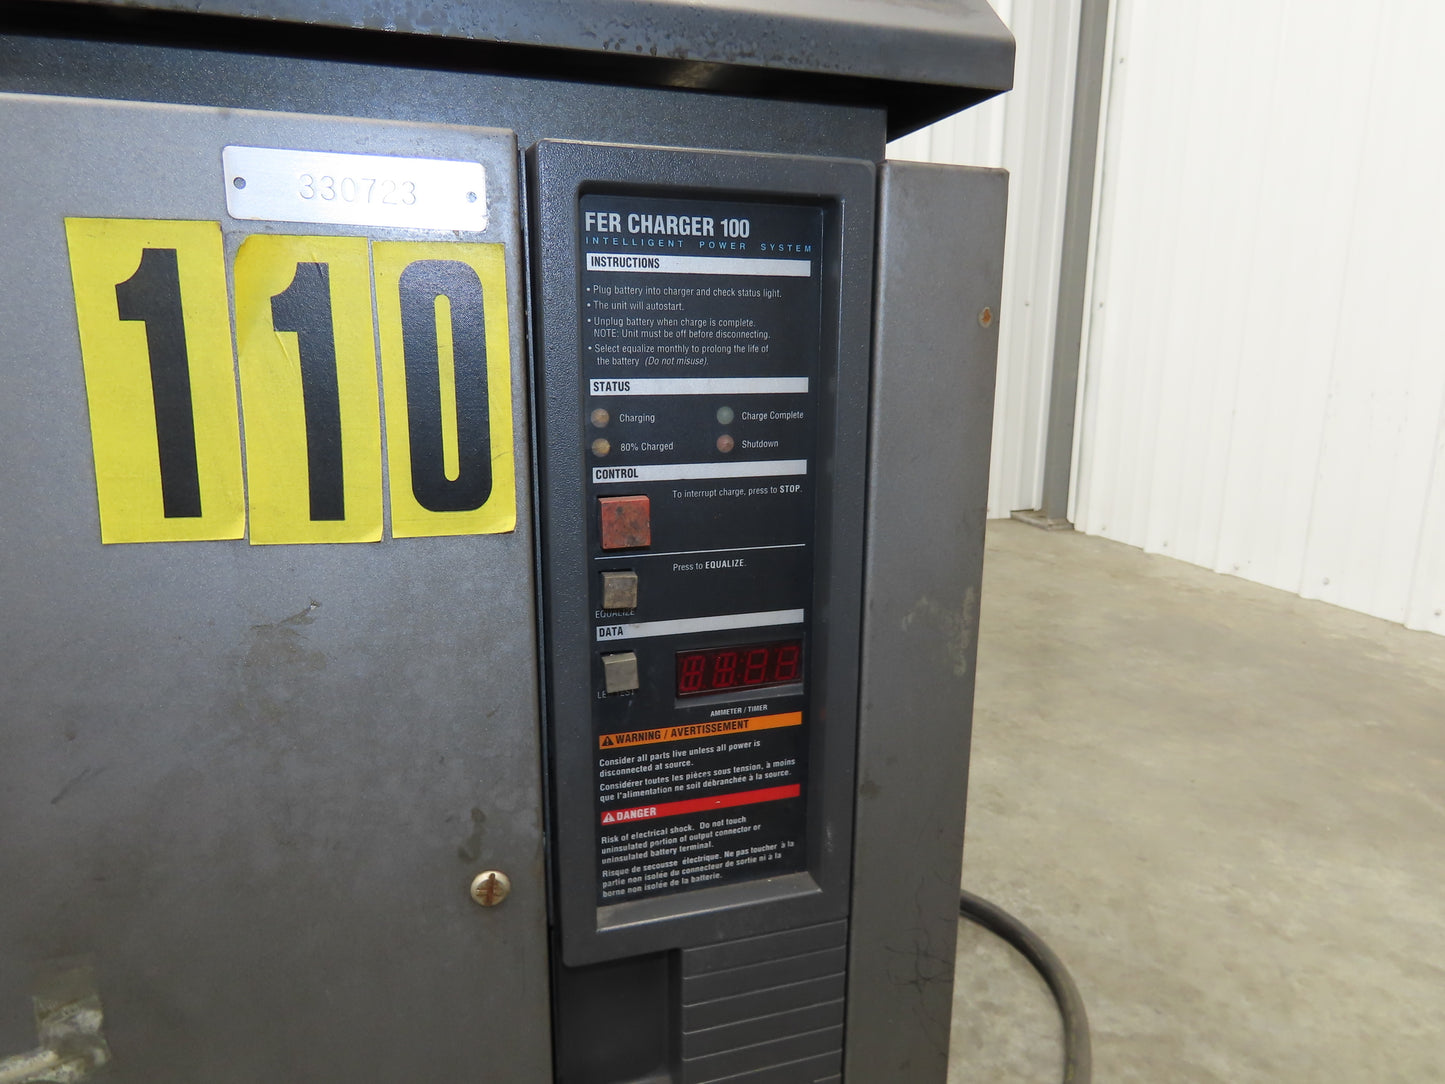 330723
110
FER CHARGER 100
INTELLIGENT POWER SYSTEM
INSTRUCTIONS
• Plug battery into charger and check status light.
• The unit will autostart.
• Unplug battery when charge is complete.
NOTE: Unit must be off before disconnecting.
• Select equalize monthly to prolong the life of
the battery (Do not misuse).
STATUS
Charging
Charge Complete
80% Charged
Shutdown
CONTROL
To interrupt charge, press to STOP.
Press to EQUALIZE.
EQUALIZE
DATA
AMMETER / TIMER
WARNING / AVERTISSEMENT
Consider all parts live unless all power is
disconnected at source.
Considérer toutes les pièces sous tension, à moins
que l'alimentation ne soit débranchée à la source.
DANGER
Risk of electrical shock. Do not touch
uninsulated portion of output connector or
uninsulated battery terminal.
Risque de secousse électrique. Ne pas toucher à la
partie non isolée du connecteur de sortie ni à la
borne non isolée de la batterie.